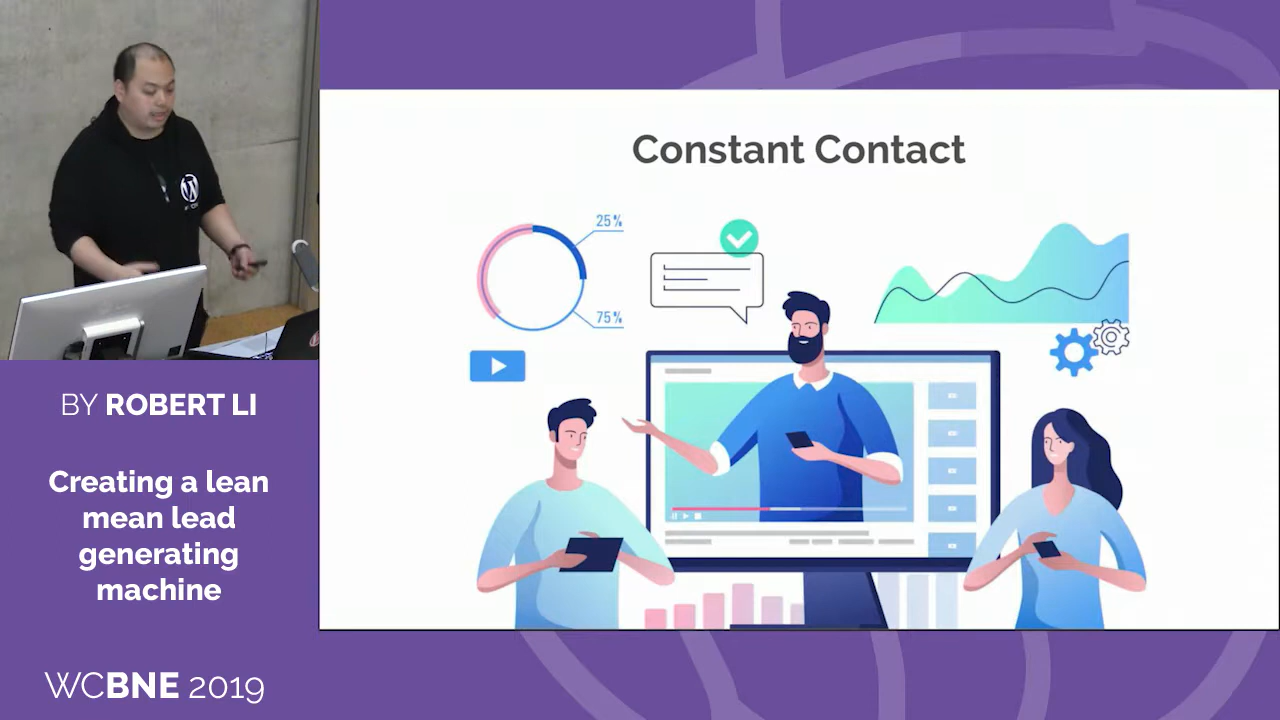 BY ROBERT LI
Creating a lean
mean lead
generating
machine
WCBNE 2019
Constant Contact
25%
75%